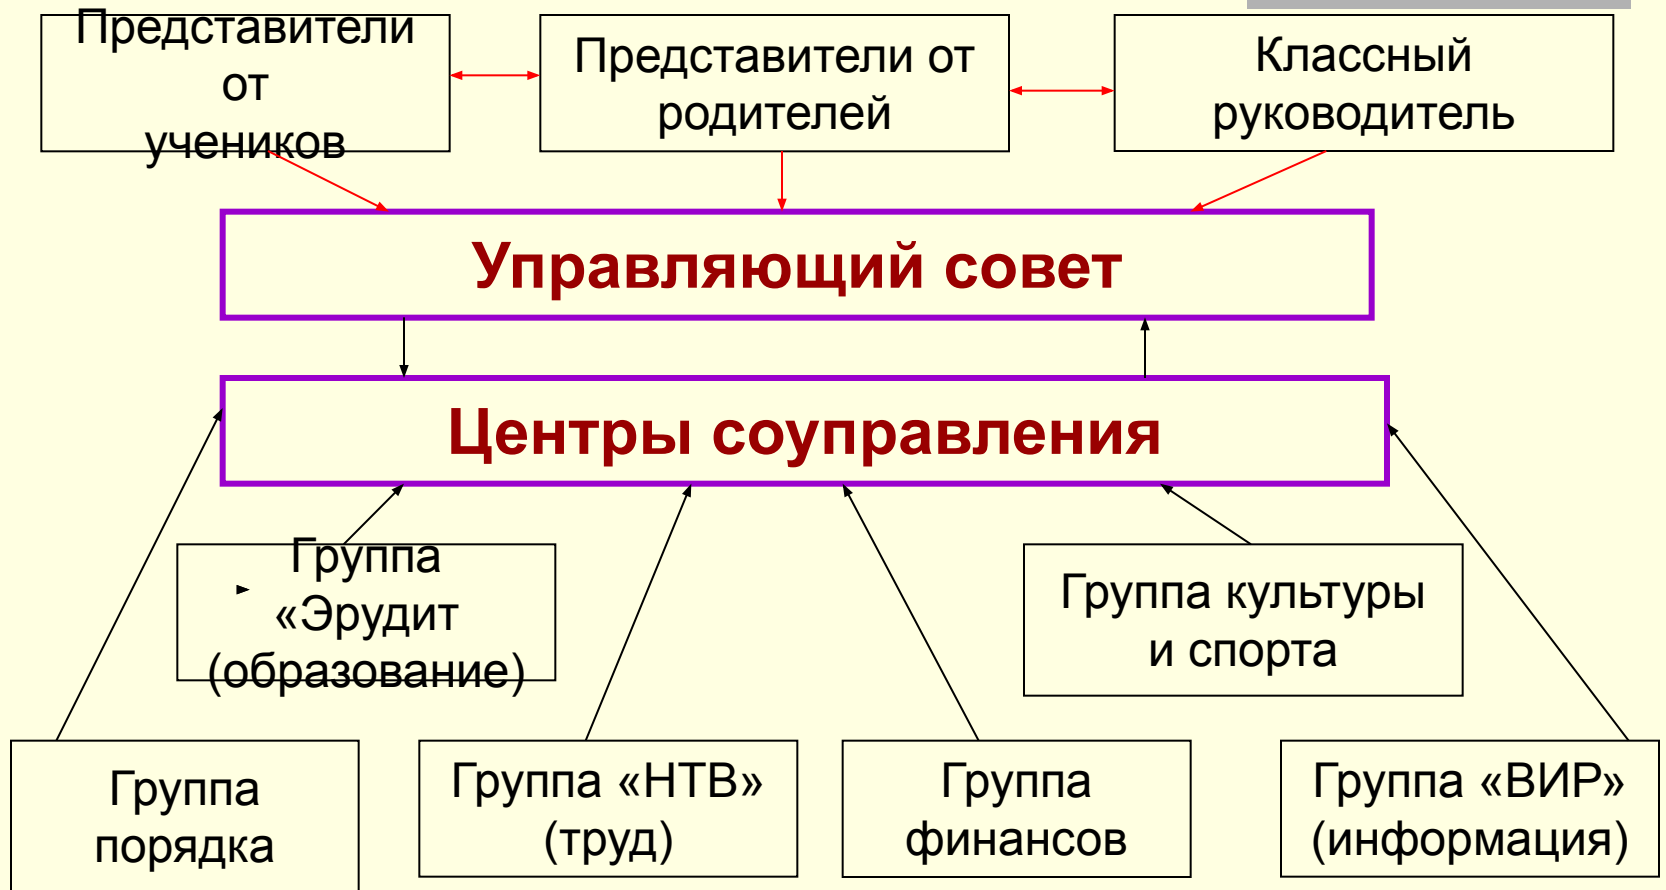 Представители
от
учеников
Представители от
родителей
Классный
руководитель
Управляющий совет
Центры соуправления
Группа
«Эрудит
(образование)
Группа культуры
и спорта
Группа
порядка
Группа «НТВ»
(труд)
Группа
финансов
Группа «ВИР»
(информация)